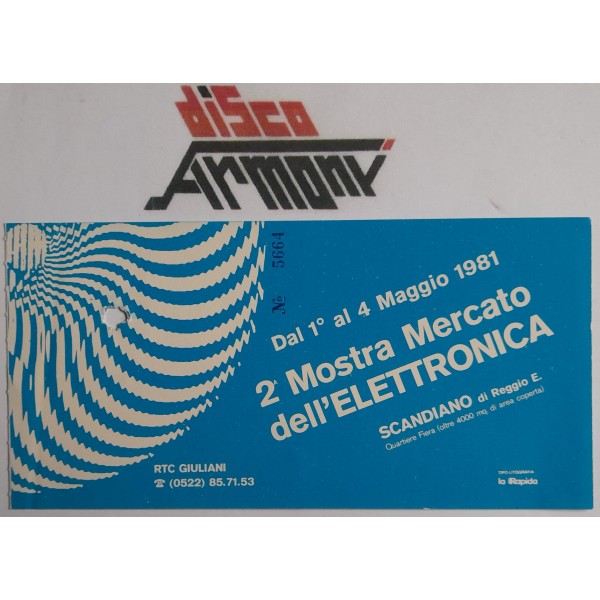 disco
Armony
Nº 5664
Dal 1° al 4 Maggio 1981
2ª Mostra Mercato
dell'ELETTRONICA
SCANDIANO di Reggio E.
Quartiere Fiera (oltre 4000 mq. di area coperta)
RTC GIULIANI
☎ (0522) 85.71.53
la Rapida